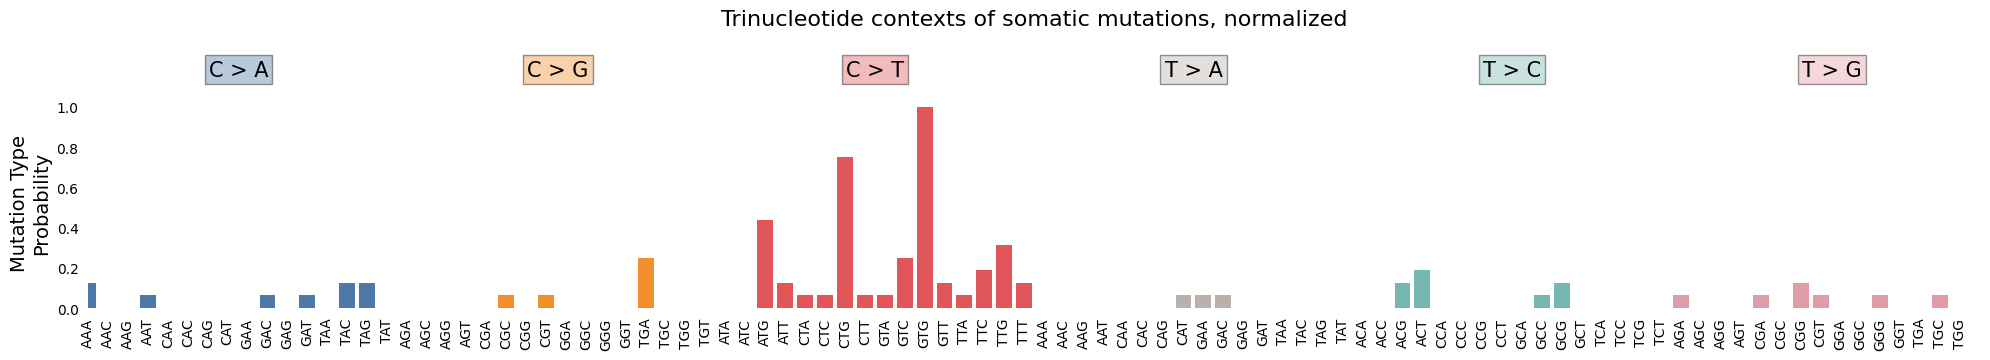 Trinucleotide contexts of somatic mutations, normalized
C > A C > G C > T T > A T > C T > G
Mutation Type
Probability
1.0
0.8
0.6
0.4
0.2
0.0
AAA AAC AAG AAT CAA CAC CAG CAT GAA GAC GAG GAT TAA TAC TAG TAT AGA AGC AGG AGT CGA CGC CGG CGT GGA GGC GGG GGT TGA TGC TGG TGT ATA ATC ATG ATT CTA CTC CTG CTT GTA GTC GTG GTT TTA TTC TTG TTT AAA AAC AAG AAT CAA CAC CAG CAT GAA GAC GAG GAT TAA TAC TAG TAT ACA ACC ACG ACT CCA CCC CCG CCT GCA GCC GCG GCT TCA TCC TCG TCT AGA AGC AGG AGT CGA CGC CGG CGT GGA GGC GGG GGT TGA TGC TGG